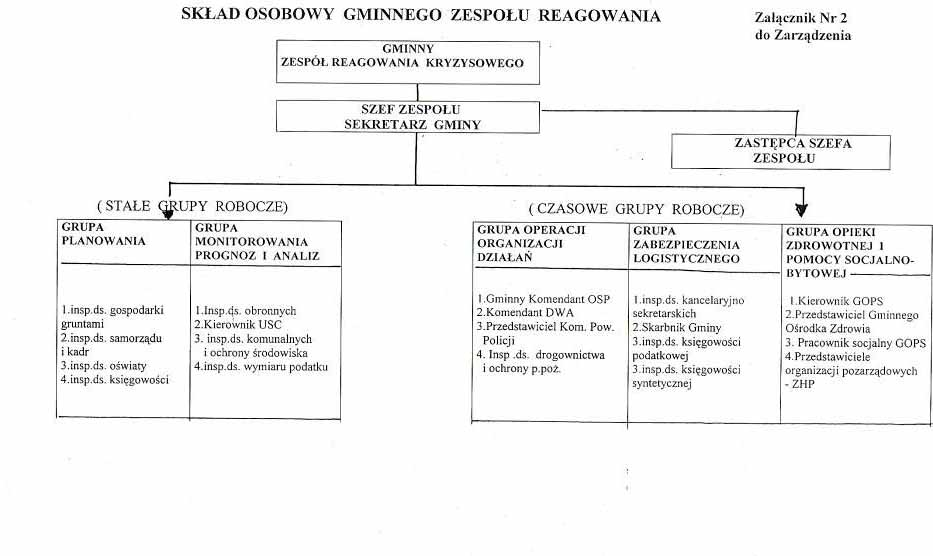 SKŁAD OSOBOWY GMINNEGO ZESPOŁU REAGOWANIA
Załącznik Nr 2
do Zarządzenia
GMINNY
ZESPÓŁ REAGOWANIA KRYZYSOWEGO
SZEF ZESPOŁU
SEKRETARZ GMINY
ZASTĘPCA SZEFA
ZESPOŁU
( STAŁE GRUPY ROBOCZE)
GRUPA
PLANOWANIA
1.insp.ds. gospodarki
gruntami
2.insp.ds. samorządu
i kadr
3.insp.ds. oświaty
4.insp.ds. księgowości
GRUPA
MONITOROWANIA
PROGNOZ I ANALIZ
1.Insp.ds. obronnych
2.Kierownik USC
3. insp.ds. komunalnych
i ochrony środowiska
4.insp.ds. wymiaru podatku
( CZASOWE GRUPY ROBOCZE)
GRUPA OPERACJI
ORGANIZACJI
DZIAŁAŃ
1.Gminny Komendant OSP
2.Komendant DWA
3.Przedstawiciel Kom. Pow.
Policji
4. Insp .ds. drogownictwa
i ochrony p.poż.
GRUPA
ZABEZPIECZENIA
LOGISTYCZNEGO
1.insp.ds. kancelaryjno
sekretarskich
2.Skarbnik Gminy
3.insp.ds. księgowości
podatkowej
3.insp.ds. księgowości
syntetycznej
GRUPA OPIEKI
ZDROWOTNEJ I
POMOCY SOCJALNO-
BYTOWEJ
1.Kierownik GOPS
2.Przedstawiciel Gminnego
Ośrodka Zdrowia
3. Pracownik socjalny GOPS
4.Przedstawiciele
organizacji pozarządowych
- ZHP